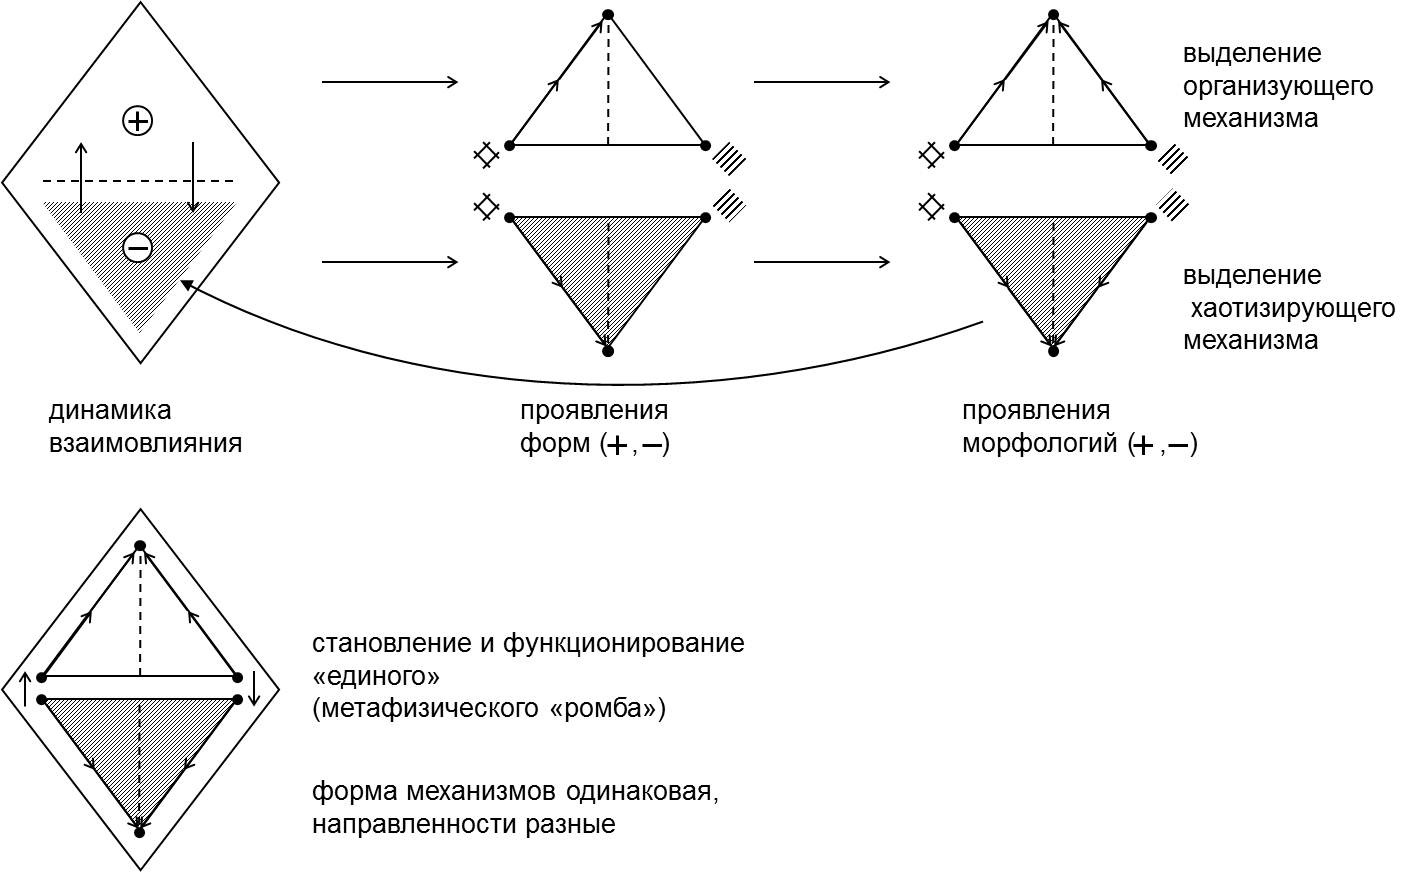 +
−
выделение
организующего
механизма
выделение
хаотизирующего
механизма
динамика
взаимовлияния
проявления
форм (+,−)
проявления
морфологий (+,−)
становление и функционирование
«единого»
(метафизического «ромба»)
форма механизмов одинаковая,
направленности разные